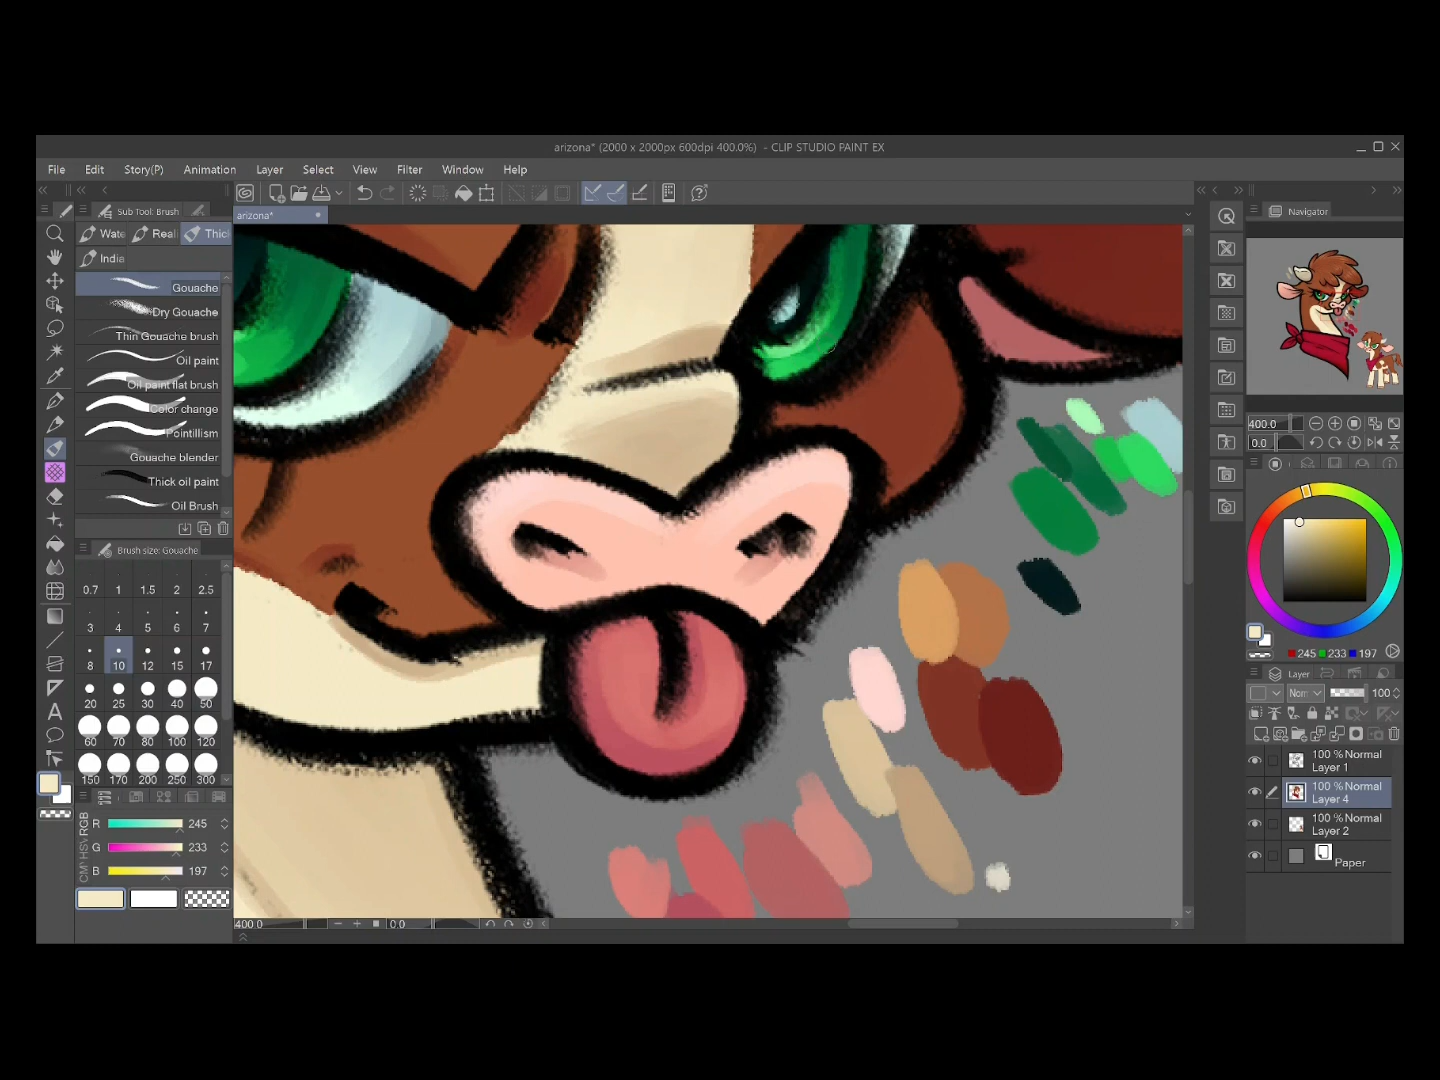 arizona* (2000 x 2000px 600dpi 400.0%) - CLIP STUDIO PAINT EX
File Edit Story(P) Animation Layer Select View Filter Window Help
Sub Tool: Brush
arizona*
Navigator
Wate Real Thic
India
Gouache
Dry Gouache
Thin Gouache brush
Oil paint
Oil paint flat brush
Color change
Pointillism
Gouache blender
Thick oil paint
Oil Brush
Brush size: Gouache
0.7 1 1.5 2 2.5
3 4 5 6 7
8 10 12 15 17
20 25 30 40 50
60 70 80 100 120
150 170 200 250 300
RGB
HSV
CMY
R 245
G 233
B 197
400.0 0.0
400.0
0.0
245 233 197
Layer
Norm 100
100 % Normal
Layer 1
100 % Normal
Layer 4
100 % Normal
Layer 2
Paper